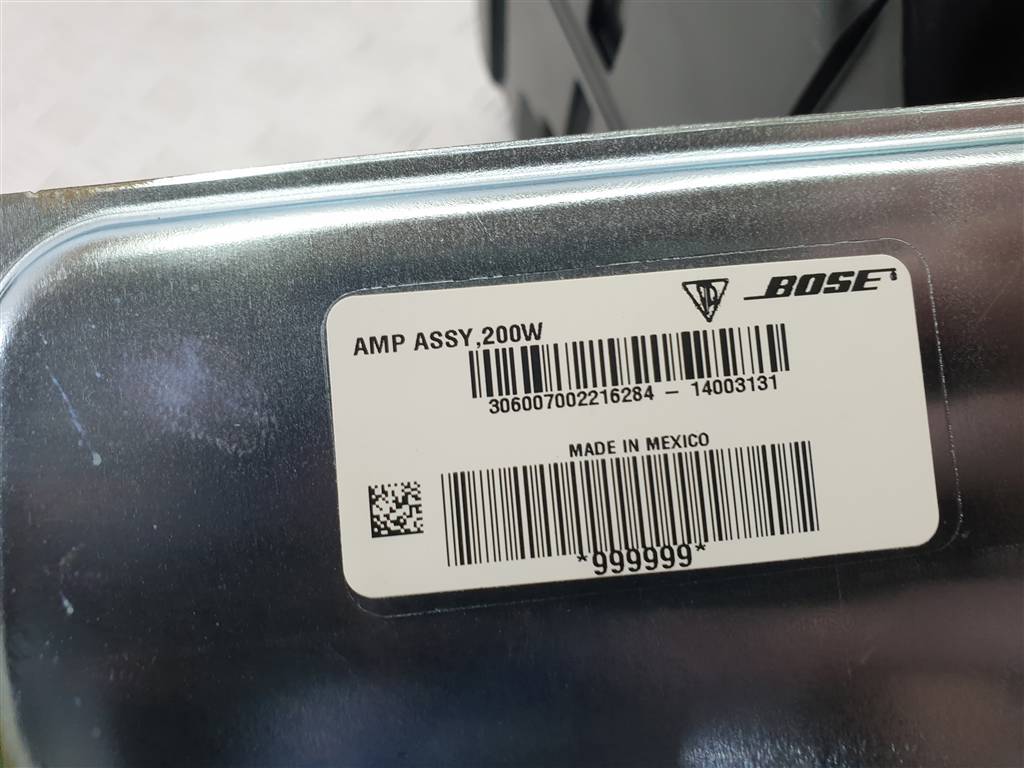 BOSE
AMP ASSY,200W
306007002216284 - 14003131
MADE IN MEXICO
*999999*